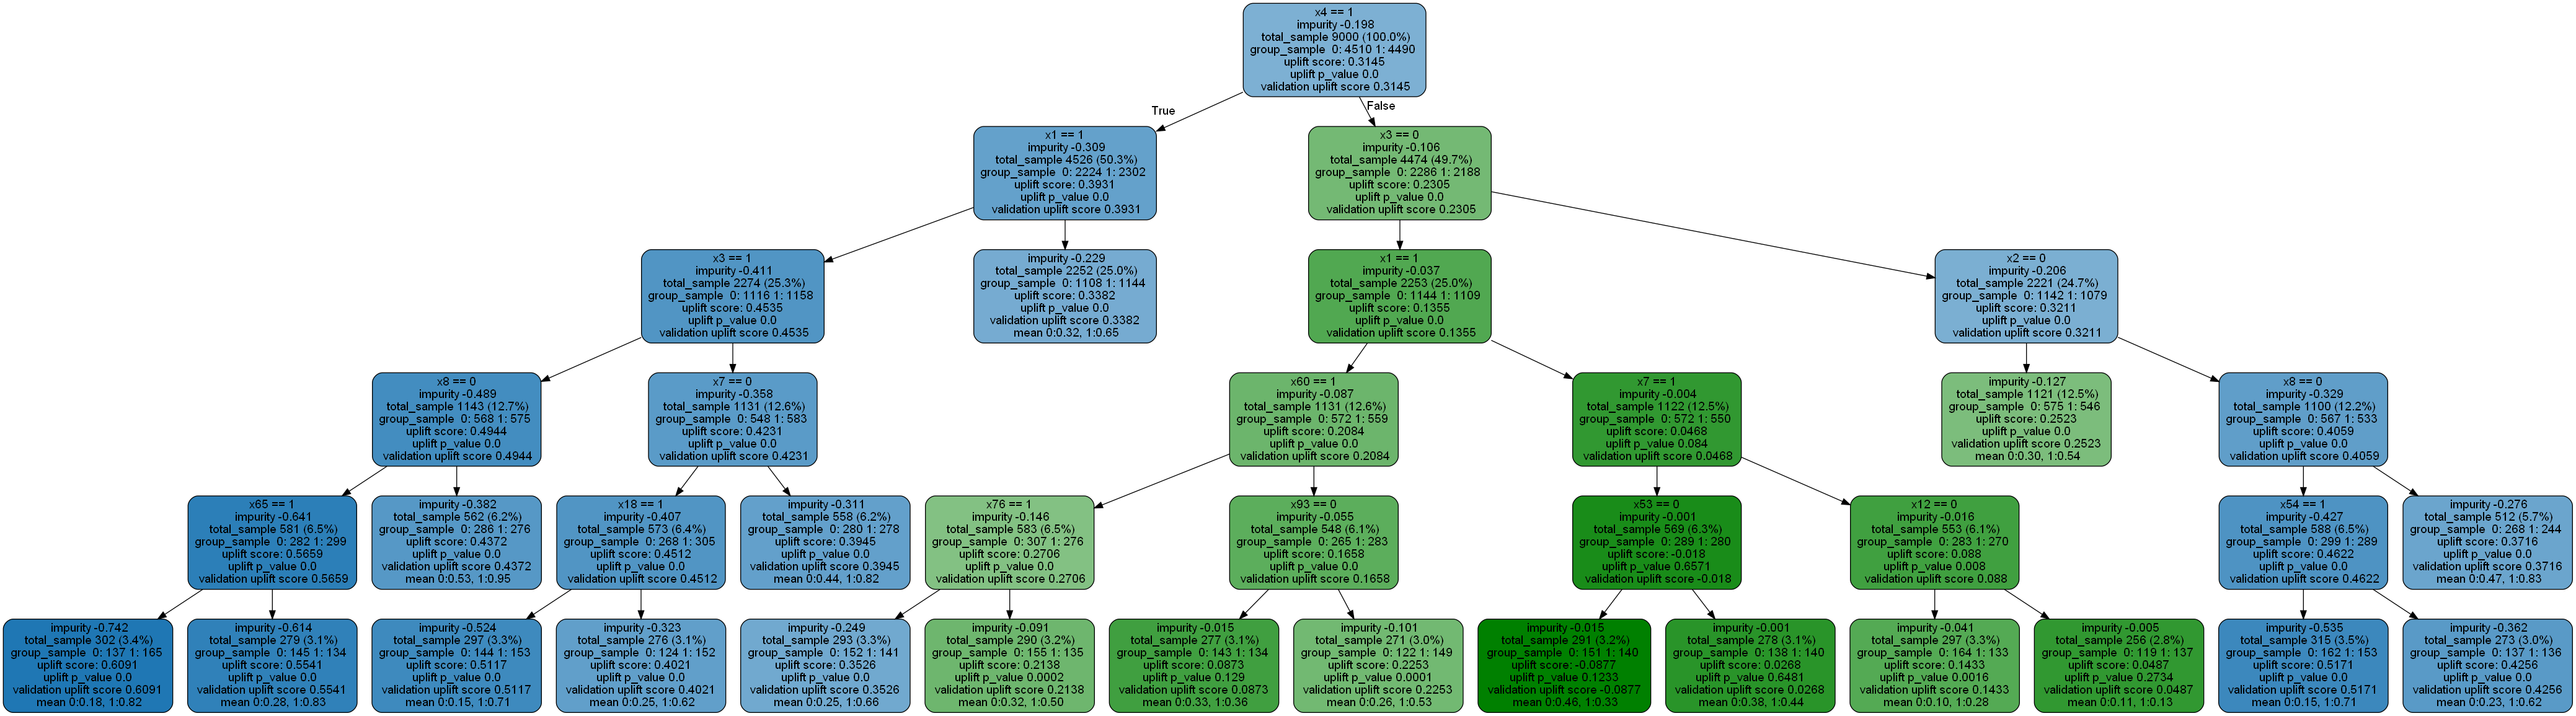 x4 == 1
impurity -0.198
total_sample 9000 (100.0%)
group_sample 0: 4510 1: 4490
uplift score: 0.3145
uplift p_value 0.0
validation uplift score 0.3145
True
False
x1 == 1
impurity -0.309
total_sample 4526 (50.3%)
group_sample 0: 2224 1: 2302
uplift score: 0.3931
uplift p_value 0.0
validation uplift score 0.3931
x3 == 0
impurity -0.106
total_sample 4474 (49.7%)
group_sample 0: 2286 1: 2188
uplift score: 0.2305
uplift p_value 0.0
validation uplift score 0.2305
x3 == 1
impurity -0.411
total_sample 2274 (25.3%)
group_sample 0: 1116 1: 1158
uplift score: 0.4535
uplift p_value 0.0
validation uplift score 0.4535
impurity -0.229
total_sample 2252 (25.0%)
group_sample 0: 1108 1: 1144
uplift score: 0.3382
uplift p_value 0.0
validation uplift score 0.3382
mean 0:0.32, 1:0.65
x1 == 1
impurity -0.037
total_sample 2253 (25.0%)
group_sample 0: 1144 1: 1109
uplift score: 0.1355
uplift p_value 0.0
validation uplift score 0.1355
x2 == 0
impurity -0.206
total_sample 2221 (24.7%)
group_sample 0: 1142 1: 1079
uplift score: 0.3211
uplift p_value 0.0
validation uplift score 0.3211
x8 == 0
impurity -0.489
total_sample 1143 (12.7%)
group_sample 0: 568 1: 575
uplift score: 0.4944
uplift p_value 0.0
validation uplift score 0.4944
x7 == 0
impurity -0.358
total_sample 1131 (12.6%)
group_sample 0: 548 1: 583
uplift score: 0.4231
uplift p_value 0.0
validation uplift score 0.4231
x60 == 1
impurity -0.087
total_sample 1131 (12.6%)
group_sample 0: 572 1: 559
uplift score: 0.2084
uplift p_value 0.0
validation uplift score 0.2084
x7 == 1
impurity -0.004
total_sample 1122 (12.5%)
group_sample 0: 572 1: 550
uplift score: 0.0468
uplift p_value 0.084
validation uplift score 0.0468
impurity -0.127
total_sample 1121 (12.5%)
group_sample 0: 575 1: 546
uplift score: 0.2523
uplift p_value 0.0
validation uplift score 0.2523
mean 0:0.30, 1:0.54
x8 == 0
impurity -0.329
total_sample 1100 (12.2%)
group_sample 0: 567 1: 533
uplift score: 0.4059
uplift p_value 0.0
validation uplift score 0.4059
x65 == 1
impurity -0.641
total_sample 581 (6.5%)
group_sample 0: 282 1: 299
uplift score: 0.5659
uplift p_value 0.0
validation uplift score 0.5659
impurity -0.382
total_sample 562 (6.2%)
group_sample 0: 286 1: 276
uplift score: 0.4372
uplift p_value 0.0
validation uplift score 0.4372
mean 0:0.53, 1:0.95
x18 == 1
impurity -0.407
total_sample 573 (6.4%)
group_sample 0: 268 1: 305
uplift score: 0.4512
uplift p_value 0.0
validation uplift score 0.4512
impurity -0.311
total_sample 558 (6.2%)
group_sample 0: 280 1: 278
uplift score: 0.3945
uplift p_value 0.0
validation uplift score 0.3945
mean 0:0.44, 1:0.82
x76 == 1
impurity -0.146
total_sample 583 (6.5%)
group_sample 0: 307 1: 276
uplift score: 0.2706
uplift p_value 0.0
validation uplift score 0.2706
x93 == 0
impurity -0.055
total_sample 548 (6.1%)
group_sample 0: 265 1: 283
uplift score: 0.1658
uplift p_value 0.0
validation uplift score 0.1658
x53 == 0
impurity -0.001
total_sample 569 (6.3%)
group_sample 0: 289 1: 280
uplift score: -0.018
uplift p_value 0.6571
validation uplift score -0.018
x12 == 0
impurity -0.016
total_sample 553 (6.1%)
group_sample 0: 283 1: 270
uplift score: 0.088
uplift p_value 0.008
validation uplift score 0.088
x54 == 1
impurity -0.427
total_sample 588 (6.5%)
group_sample 0: 299 1: 289
uplift score: 0.4622
uplift p_value 0.0
validation uplift score 0.4622
impurity -0.276
total_sample 512 (5.7%)
group_sample 0: 268 1: 244
uplift score: 0.3716
uplift p_value 0.0
validation uplift score 0.3716
mean 0:0.47, 1:0.83
impurity -0.742
total_sample 302 (3.4%)
group_sample 0: 137 1: 165
uplift score: 0.6091
uplift p_value 0.0
validation uplift score 0.6091
mean 0:0.18, 1:0.82
impurity -0.614
total_sample 279 (3.1%)
group_sample 0: 145 1: 134
uplift score: 0.5541
uplift p_value 0.0
validation uplift score 0.5541
mean 0:0.28, 1:0.83
impurity -0.524
total_sample 297 (3.3%)
group_sample 0: 144 1: 153
uplift score: 0.5117
uplift p_value 0.0
validation uplift score 0.5117
mean 0:0.15, 1:0.71
impurity -0.323
total_sample 276 (3.1%)
group_sample 0: 124 1: 152
uplift score: 0.4021
uplift p_value 0.0
validation uplift score 0.4021
mean 0:0.25, 1:0.62
impurity -0.249
total_sample 293 (3.3%)
group_sample 0: 152 1: 141
uplift score: 0.3526
uplift p_value 0.0
validation uplift score 0.3526
mean 0:0.25, 1:0.66
impurity -0.091
total_sample 290 (3.2%)
group_sample 0: 155 1: 135
uplift score: 0.2138
uplift p_value 0.0002
validation uplift score 0.2138
mean 0:0.32, 1:0.50
impurity -0.015
total_sample 277 (3.1%)
group_sample 0: 143 1: 134
uplift score: 0.0873
uplift p_value 0.129
validation uplift score 0.0873
mean 0:0.33, 1:0.36
impurity -0.101
total_sample 271 (3.0%)
group_sample 0: 122 1: 149
uplift score: 0.2253
uplift p_value 0.0001
validation uplift score 0.2253
mean 0:0.26, 1:0.53
impurity -0.015
total_sample 291 (3.2%)
group_sample 0: 151 1: 140
uplift score: -0.0877
uplift p_value 0.1233
validation uplift score -0.0877
mean 0:0.46, 1:0.33
impurity -0.001
total_sample 278 (3.1%)
group_sample 0: 138 1: 140
uplift score: 0.0268
uplift p_value 0.6481
validation uplift score 0.0268
mean 0:0.38, 1:0.44
impurity -0.041
total_sample 297 (3.3%)
group_sample 0: 164 1: 133
uplift score: 0.1433
uplift p_value 0.0016
validation uplift score 0.1433
mean 0:0.10, 1:0.28
impurity -0.005
total_sample 256 (2.8%)
group_sample 0: 119 1: 137
uplift score: 0.0487
uplift p_value 0.2734
validation uplift score 0.0487
mean 0:0.11, 1:0.13
impurity -0.535
total_sample 315 (3.5%)
group_sample 0: 162 1: 153
uplift score: 0.5171
uplift p_value 0.0
validation uplift score 0.5171
mean 0:0.15, 1:0.71
impurity -0.362
total_sample 273 (3.0%)
group_sample 0: 137 1: 136
uplift score: 0.4256
uplift p_value 0.0
validation uplift score 0.4256
mean 0:0.23, 1:0.62